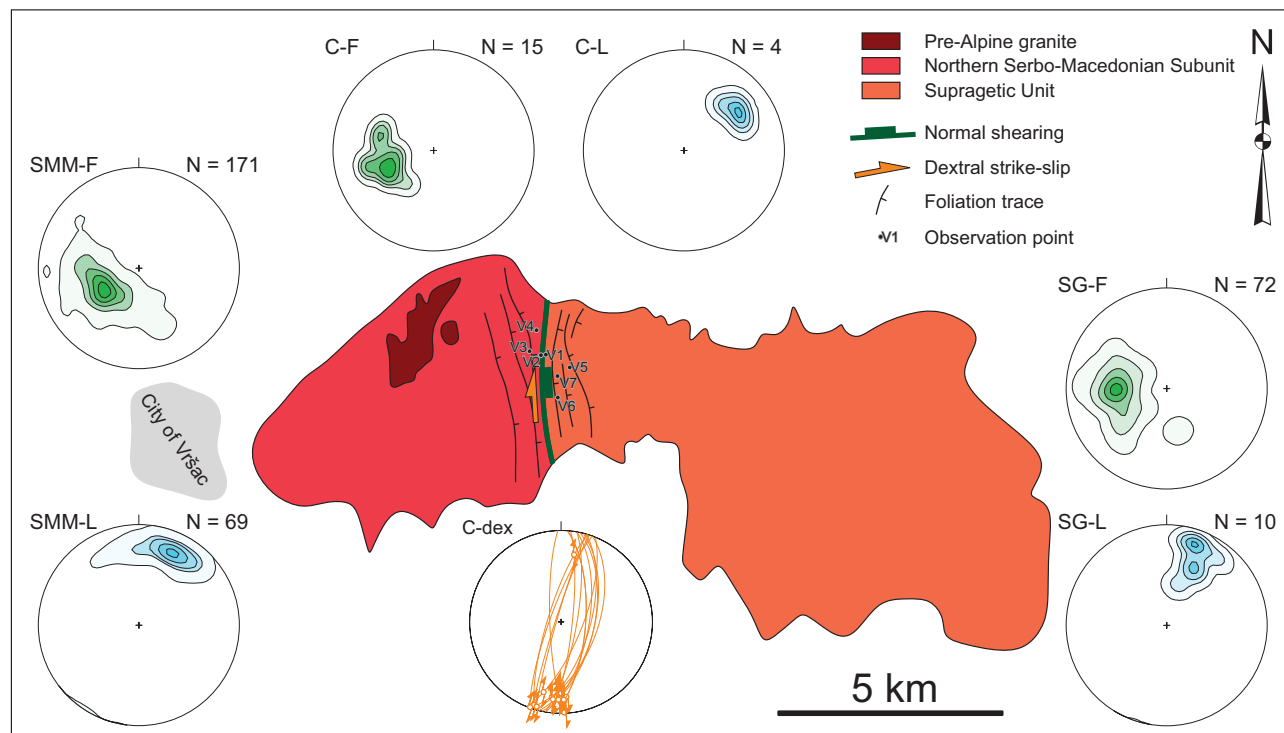 C-F
N = 15
C-L
N = 4
Pre-Alpine granite
Northern Serbo-Macedonian Subunit
Supragetic Unit
N
Normal shearing
SMM-F
N = 171
Dextral strike-slip
Foliation trace
V1
Observation point
SG-F
N = 72
V4
V3
V2
V1
V5
V7
V6
City of Vršac
SMM-L
N = 69
C-dex
SG-L
N = 10
5 km